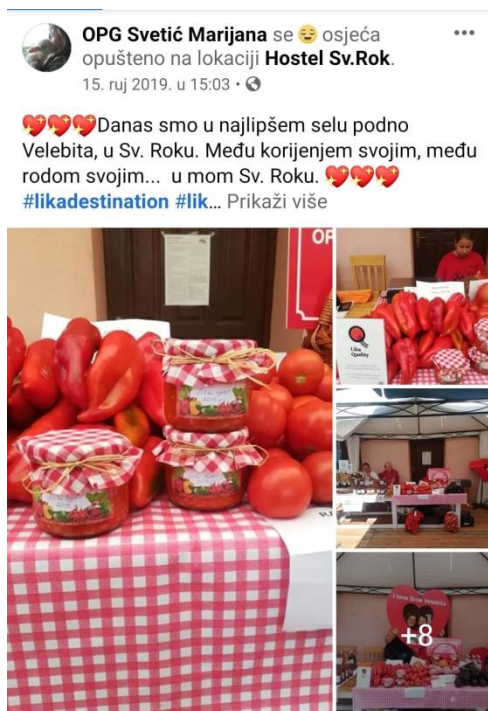 OPG Svetić Marijana se 😌 osjeća
opušteno na lokaciji Hostel Sv.Rok.
15. ruj 2019. u 15:03 •
💖💖💖Danas smo u najlipšem selu podno
Velebita, u Sv. Roku. Među korijenjem svojim, među
rodom svojim... u mom Sv. Roku. 💖💖💖
#likadestination #lik... Prikaži više
OP
Lika
Quality
I love Srce Velebita
+8